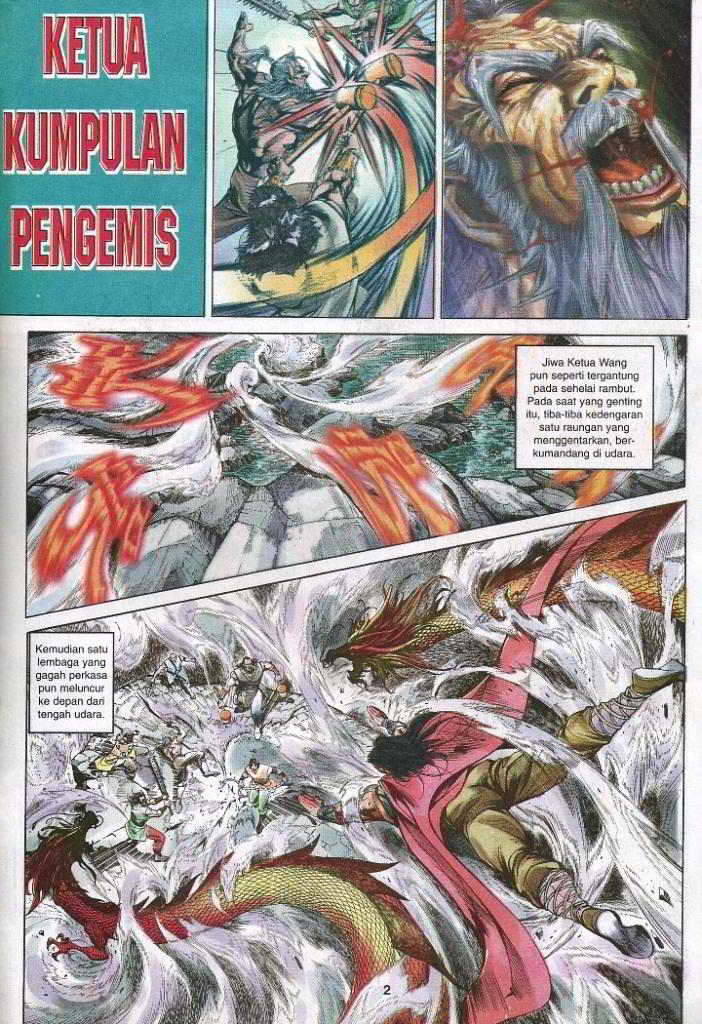 KETUA
KUMPULAN
PENGEMIS
Jiwa Ketua Wang
pun seperti tergantung
pada sehelai rambut.
Pada saat yang genting
itu, tiba-tiba kedengaran
satu raungan yang
menggentarkan, ber-
kumandang di udara.
Kemudian satu
lembaga yang
gagah perkasa
pun meluncur
ke depan dari
tengah udara.
2